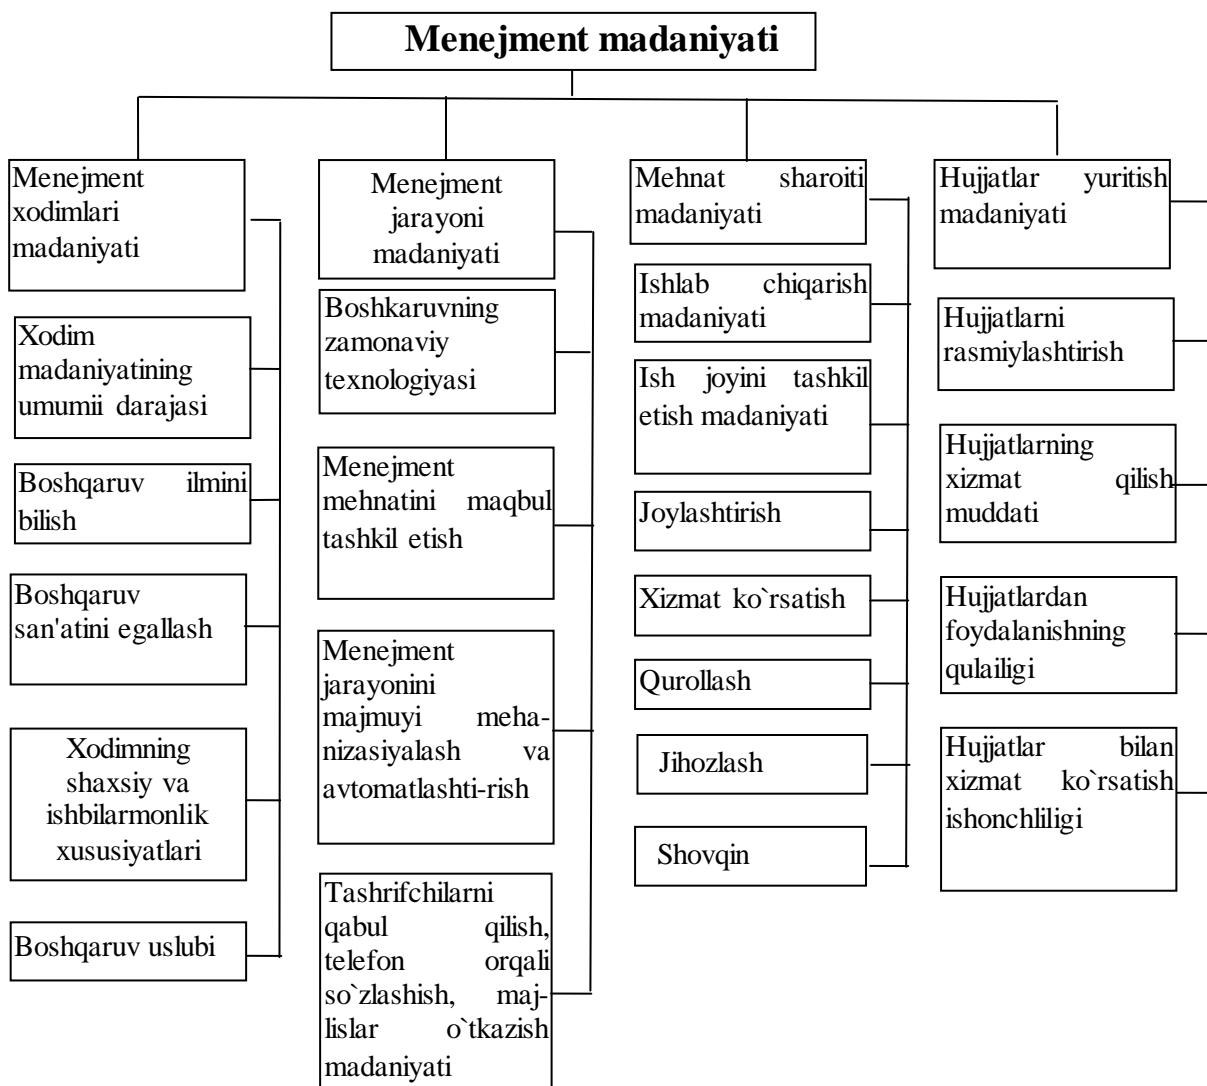 Menejment madaniyati
Menejment
xodimlari
madaniyati
Xodim
madaniyatining
umumii darajasi
Boshqaruv ilmini
bilish
Boshqaruv
san'atini egallash
Xodimning
shaxsiy va
ishbilarmonlik
xususiyatlari
Boshqaruv uslubi
Menejment
jarayoni
madaniyati
Boshkaruvning
zamonaviy
texnologiyasi
Menejment
mehnatini maqbul
tashkil etish
Menejment
jarayonini
majmuyi meha-
nizasiyalash va
avtomatlashti-rish
Tashrifchilarni
qabul qilish,
telefon orqali
so`zlashish, maj-
lislar o`tkazish
madaniyati
Mehnat sharoiti
madaniyati
Ishlab chiqarish
madaniyati
Ish joyini tashkil
etish madaniyati
Joylashtirish
Xizmat ko`rsatish
Qurollash
Jihozlash
Shovqin
Hujjatlar yuritish
madaniyati
Hujjatlarni
rasmiylashtirish
Hujjatlarning
xizmat qilish
muddati
Hujjatlardan
foydalanishning
qulailigi
Hujjatlar bilan
xizmat ko`rsatish
ishonchliligi